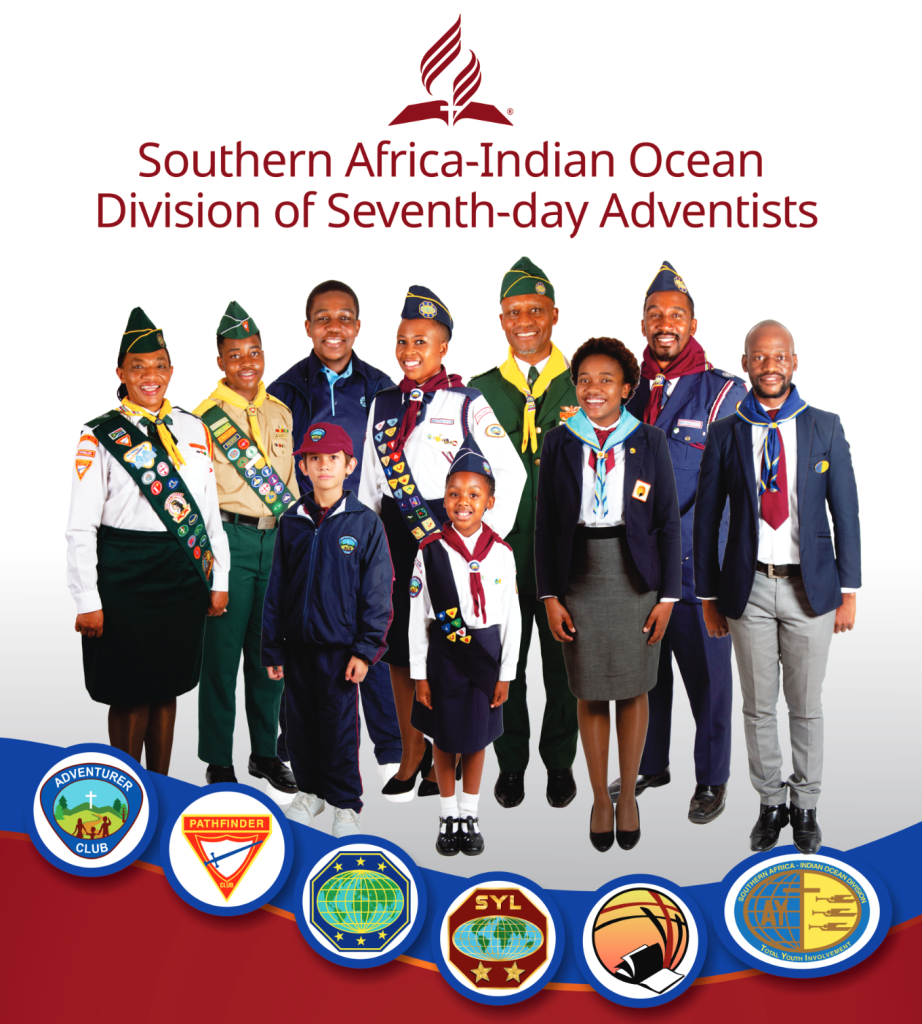 Southern Africa-Indian Ocean
Division of Seventh-day Adventists
®
ADVENTURER
CLUB
PATHFINDER
CLUB
SYL
SOUTHERN AFRICA - INDIAN OCEAN DIVISION
AY
TOTAL YOUTH INVOLVEMENT